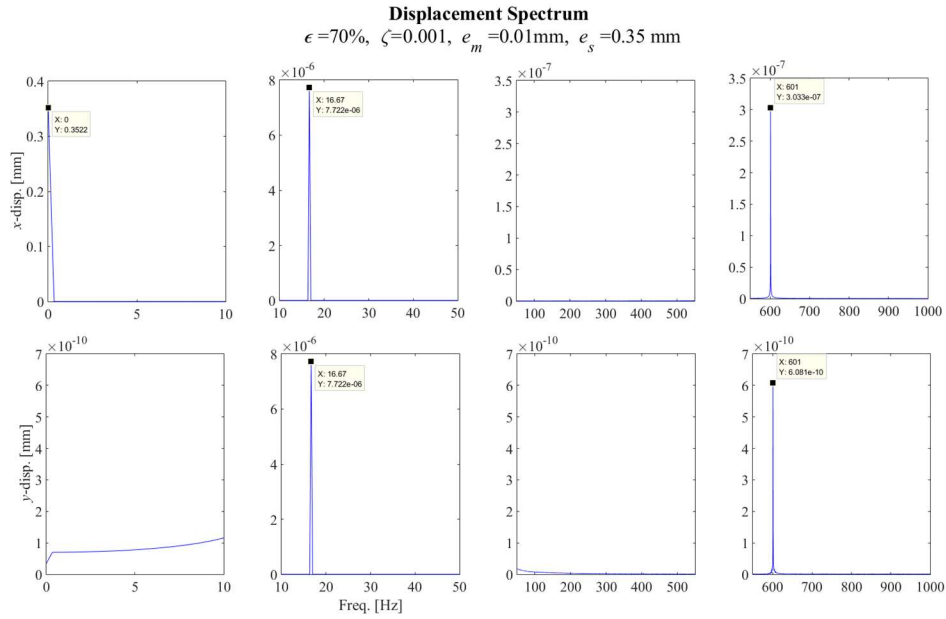 Displacement Spectrum
ϵ =70%, ζ=0.001, e_m =0.01mm, e_s =0.35 mm
x-disp. [mm]
0.4
0.3
0.2
0.1
0
0 5 10
X: 0
Y: 0.3522
×10^-6
8
6
4
2
0
10 20 30 40 50
X: 16.67
Y: 7.722e-06
×10^-7
3.5
3
2.5
2
1.5
1
0.5
0
100 200 300 400 500
×10^-7
3.5
3
2.5
2
1.5
1
0.5
0
600 700 800 900 1000
X: 601
Y: 3.033e-07
y-disp. [mm]
×10^-10
7
6
5
4
3
2
1
0
0 5 10
×10^-6
8
6
4
2
0
10 20 30 40 50
X: 16.67
Y: 7.722e-06
Freq. [Hz]
×10^-10
7
6
5
4
3
2
1
0
100 200 300 400 500
×10^-10
7
6
5
4
3
2
1
0
600 700 800 900 1000
X: 601
Y: 6.081e-10